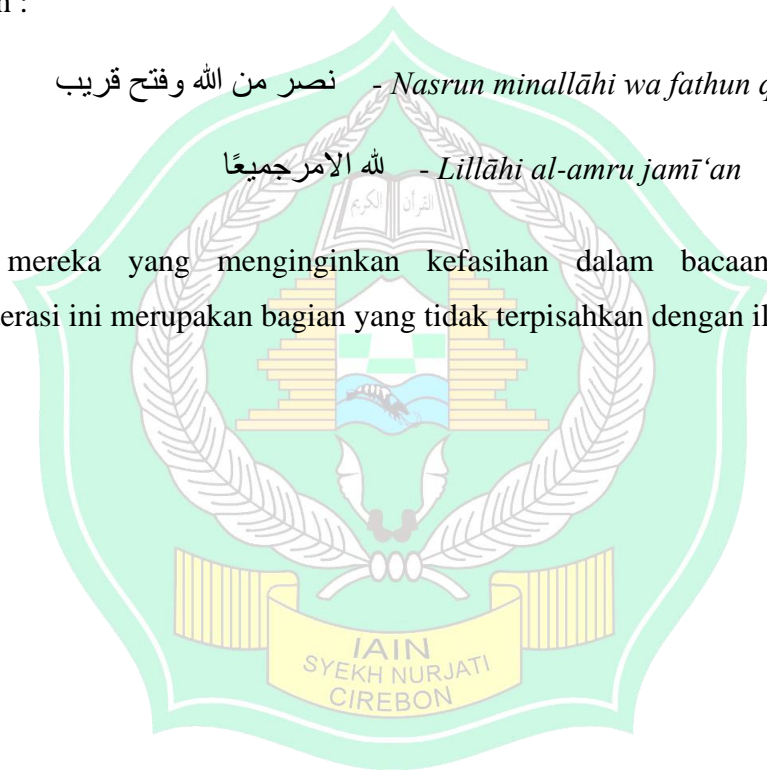 نصر من الله وفتح قريب - Nasrun minallāhi wa fathun
لله الامرجميعًا - Lillāhi al-amru jamī‘an
القرآن الكريم
mereka yang menginginkan kefasihan dalam bacaan
erasi ini merupakan bagian yang tidak terpisahkan dengan
IAIN
SYEKH NURJATI
CIREBON